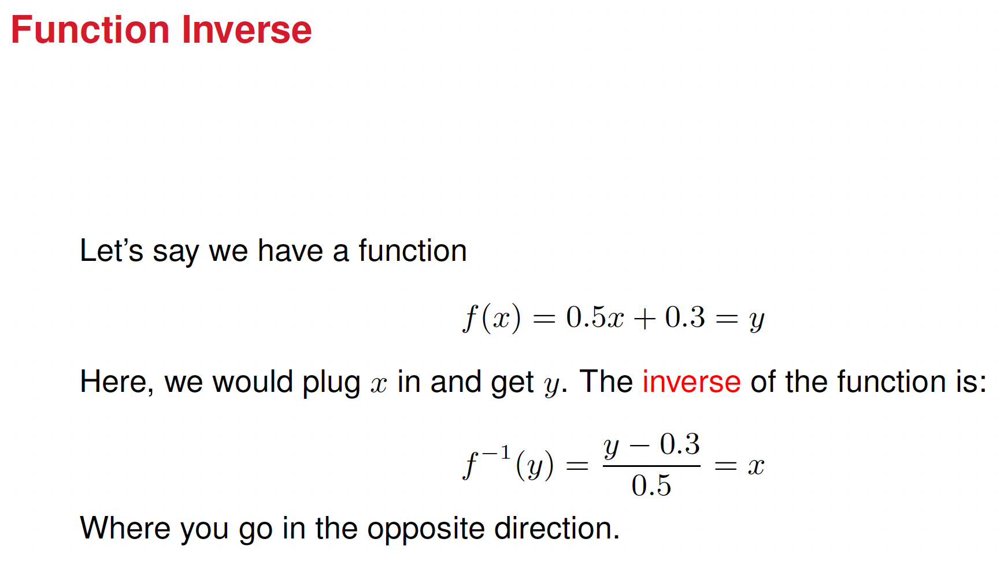 Function Inverse
Let’s say we have a function
f(x) = 0.5x + 0.3 = y
Here, we would plug x in and get y. The inverse of the function is:
f⁻¹(y) = \frac{y − 0.3}{0.5} = x
Where you go in the opposite direction.